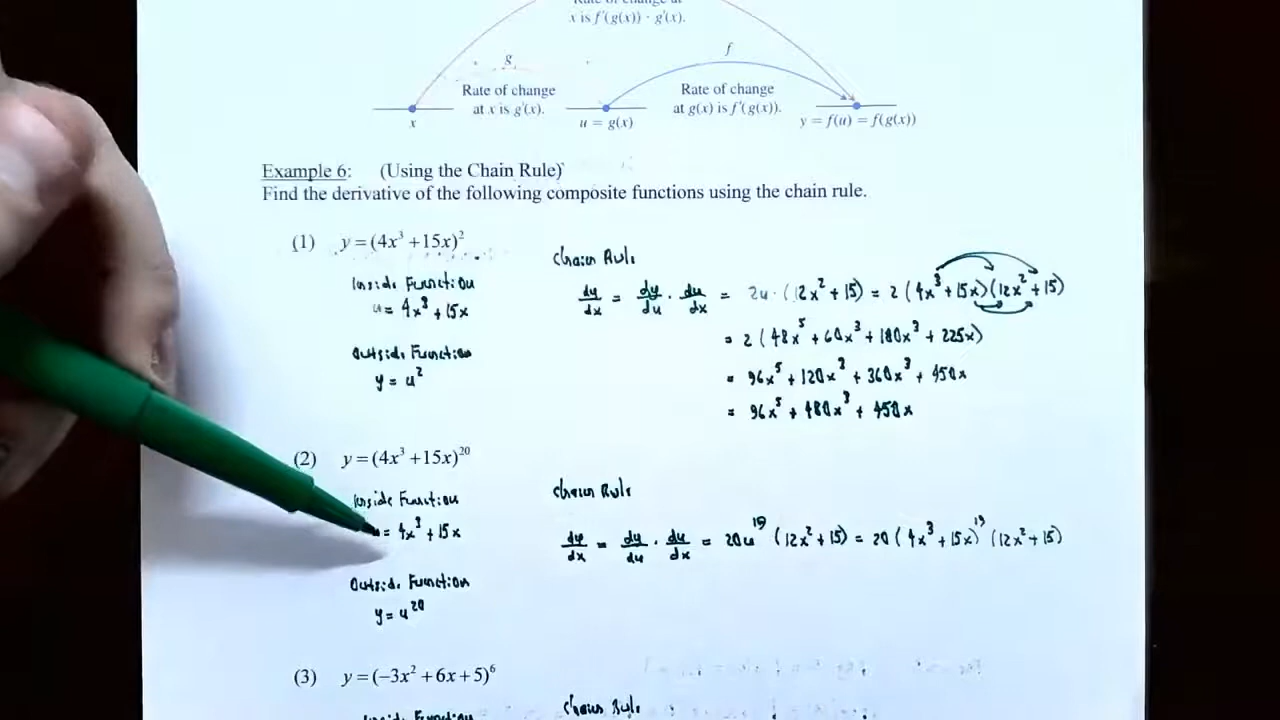 x is f′(g(x)) · g′(x).
g
f
Rate of change
at x is g′(x).
Rate of change
at g(x) is f′(g(x)).
x
u = g(x)
y = f(u) = f(g(x))
Example 6: (Using the Chain Rule)
Find the derivative of the following composite functions using the chain rule.
(1) y = (4x³ + 15x)²
Inside Function
u = 4x³ + 15x
Outside Function
y = u²
Chain Rule
dy/dx = dy/du · du/dx = 2u · (12x² + 15) = 2(4x³ + 15x)(12x² + 15)
= 2(48x⁵ + 60x³ + 180x³ + 225x)
= 96x⁵ + 120x³ + 360x³ + 450x
= 96x⁵ + 480x³ + 450x
(2) y = (4x³ + 15x)²⁰
Inside Function
= 4x³ + 15x
Outside Function
y = u²⁰
Chain Rule
dy/dx = dy/du · du/dx = 20u¹⁹ (12x² + 15) = 20(4x³ + 15x)¹⁹ (12x² + 15)
(3) y = (−3x² + 6x + 5)⁶
Inside Function
Chain Rule